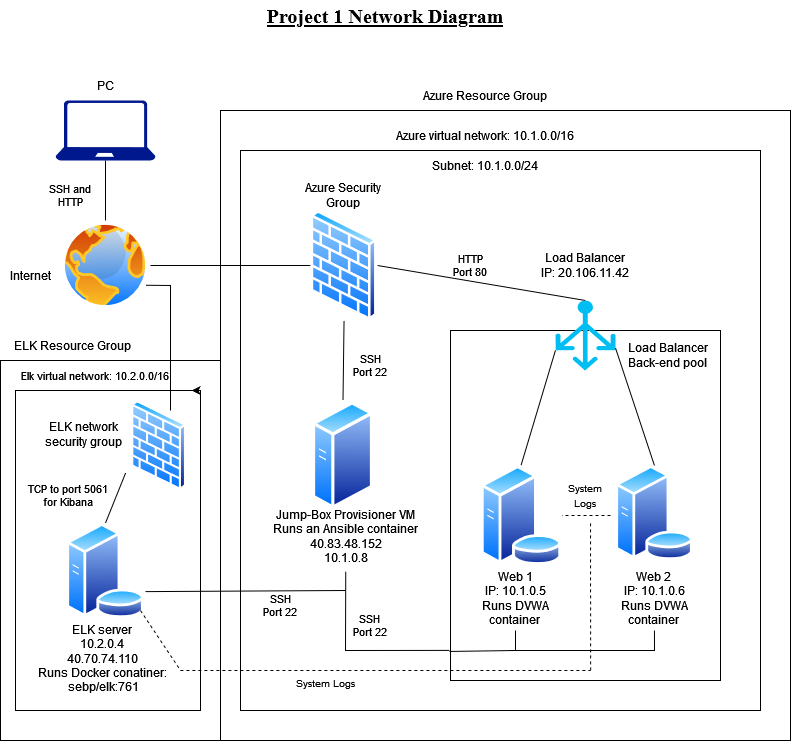 Project 1 Network Diagram
PC
Azure Resource Group
Azure virtual network: 10.1.0.0/16
Subnet: 10.1.0.0/24
SSH and
HTTP
Azure Security
Group
Internet
HTTP
Port 80
Load Balancer
IP: 20.106.11.42
ELK Resource Group
Load Balancer
Back-end pool
SSH
Port 22
Elk virtual network: 10.2.0.0/16
ELK network
security group
TCP to port 5061
for Kibana
System
Logs
Jump-Box Provisioner VM
Runs an Ansible container
40.83.48.152
10.1.0.8
Web 1
IP: 10.1.0.5
Runs DVWA
container
Web 2
IP: 10.1.0.6
Runs DVWA
container
SSH
Port 22
SSH
Port 22
ELK server
10.2.0.4
40.70.74.110
Runs Docker conatiner:
sebp/elk:761
System Logs